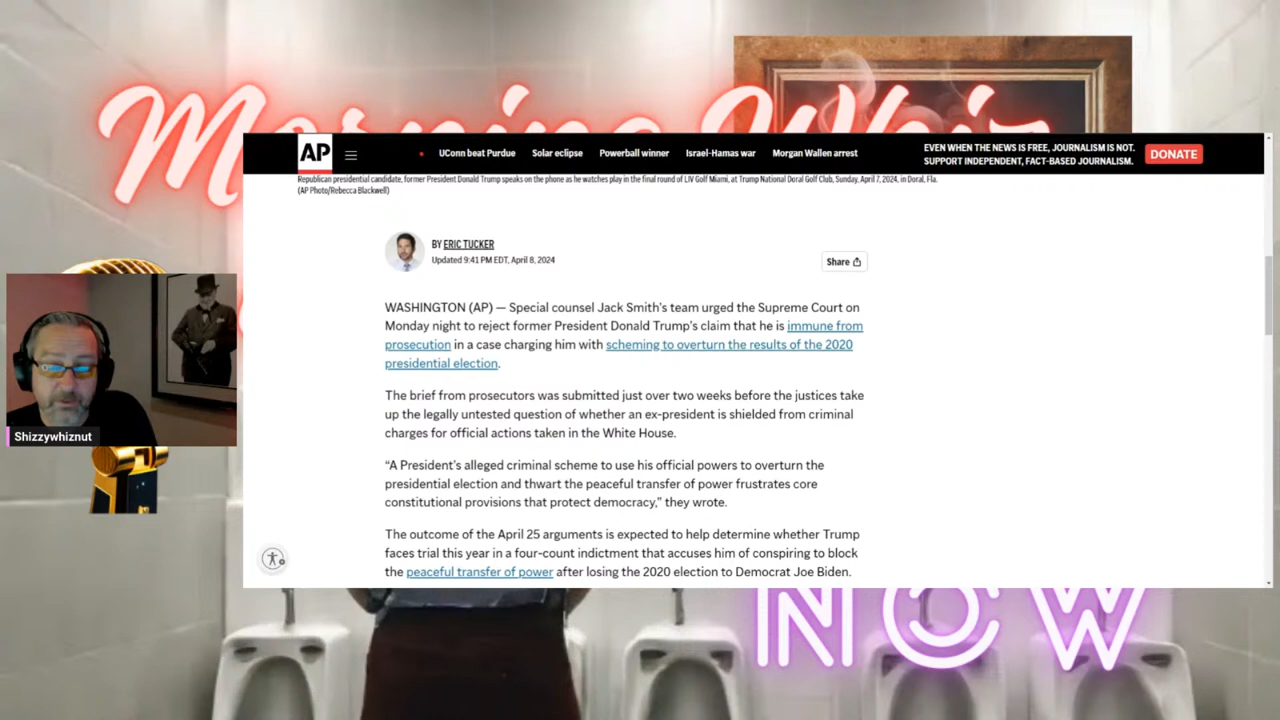 Morning Whiz
AP
UConn beat Purdue Solar eclipse Powerball winner Israel-Hamas war Morgan Wallen arrest
EVEN WHEN THE NEWS IS FREE, JOURNALISM IS NOT.
SUPPORT INDEPENDENT, FACT-BASED JOURNALISM.
DONATE
Republican presidential candidate, former President Donald Trump speaks on the phone as he watches play in the final round of LIV Golf Miami, at Trump National Doral Golf Club, Sunday, April 7, 2024, in Doral, Fla.
(AP Photo/Rebecca Blackwell)
BY ERIC TUCKER
Updated 9:41 PM EDT, April 8, 2024
Share
WASHINGTON (AP) — Special counsel Jack Smith's team urged the Supreme Court on
Monday night to reject former President Donald Trump's claim that he is immune from
prosecution in a case charging him with scheming to overturn the results of the 2020
presidential election.
The brief from prosecutors was submitted just over two weeks before the justices take
up the legally untested question of whether an ex-president is shielded from criminal
charges for official actions taken in the White House.
“A President's alleged criminal scheme to use his official powers to overturn the
presidential election and thwart the peaceful transfer of power frustrates core
constitutional provisions that protect democracy,” they wrote.
The outcome of the April 25 arguments is expected to help determine whether Trump
faces trial this year in a four-count indictment that accuses him of conspiring to block
the peaceful transfer of power after losing the 2020 election to Democrat Joe Biden.
Shizzywhiznut
NOW